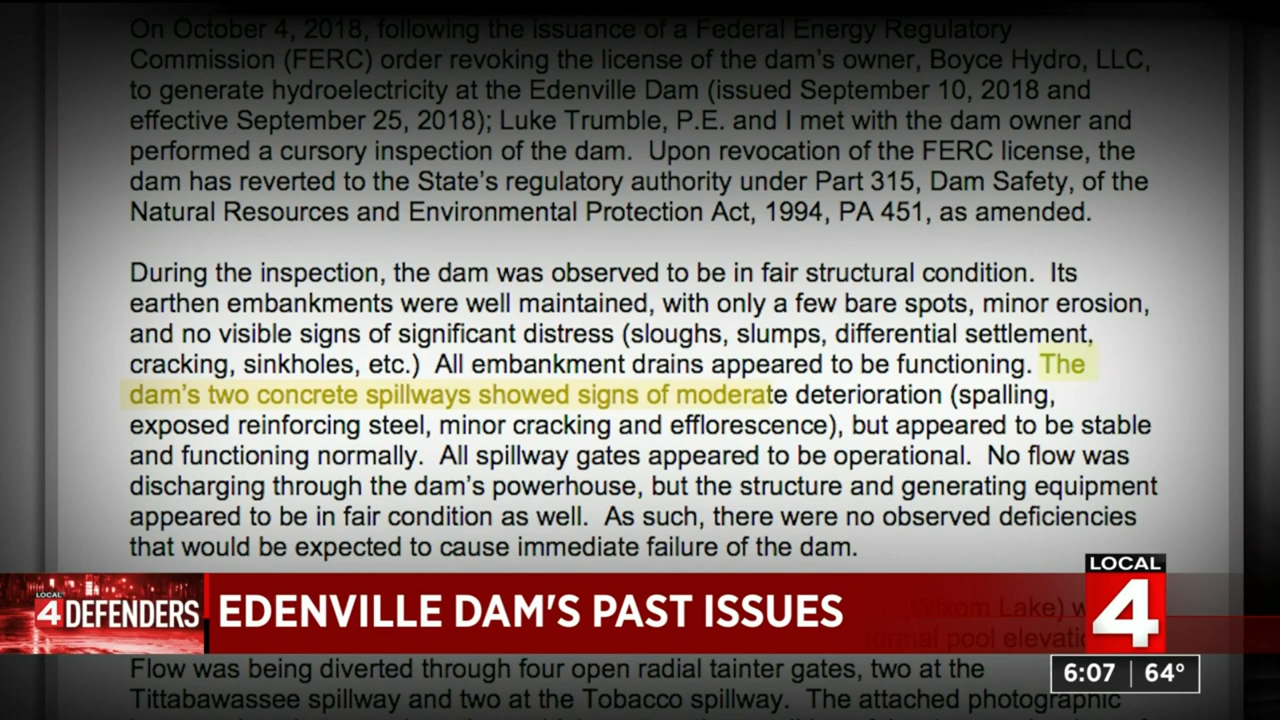 On October 4, 2018, following the issuance of a Federal Energy Regulatory
Commission (FERC) order revoking the license of the dam's owner, Boyce Hydro, LLC,
to generate hydroelectricity at the Edenville Dam (issued September 10, 2018 and
effective September 25, 2018); Luke Trumble, P.E. and I met with the dam owner and
performed a cursory inspection of the dam.  Upon revocation of the FERC license, the
dam has reverted to the State's regulatory authority under Part 315, Dam Safety, of the
Natural Resources and Environmental Protection Act, 1994, PA 451, as amended.
During the inspection, the dam was observed to be in fair structural condition.  Its
earthen embankments were well maintained, with only a few bare spots, minor erosion,
and no visible signs of significant distress (sloughs, slumps, differential settlement,
cracking, sinkholes, etc.)  All embankment drains appeared to be functioning. The
dam's two concrete spillways showed signs of moderate deterioration (spalling,
exposed reinforcing steel, minor cracking and efflorescence), but appeared to be stable
and functioning normally.  All spillway gates appeared to be operational.  No flow was
discharging through the dam's powerhouse, but the structure and generating equipment
appeared to be in fair condition as well.  As such, there were no observed deficiencies
that would be expected to cause immediate failure of the dam.
LOCAL
4 DEFENDERS
EDENVILLE DAM'S PAST ISSUES
(Wixom Lake)
pool
LOCAL
4
Flow was being diverted through four open radial tainter gates, two at the
Tittabawassee spillway and two at the Tobacco spillway.  The attached photographic
6:07 64°